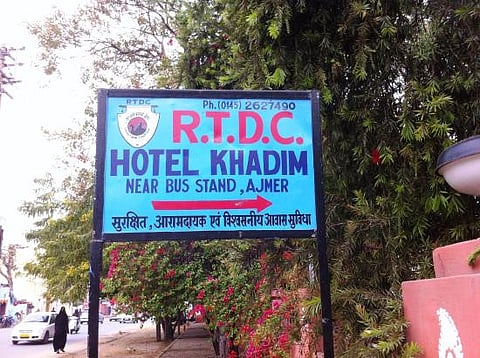 RTDC
Ph.(0145) 2627490
R.T.D.C.
HOTEL KHADIM
NEAR BUS STAND, AJMER
सुरक्षित, आरामदायक एवं विश्वसनीय आवास सुविधा